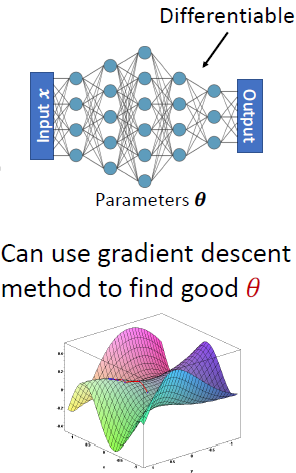 Differentiable
Input x
Output
Parameters θ
Can use gradient descent
method to find good θ